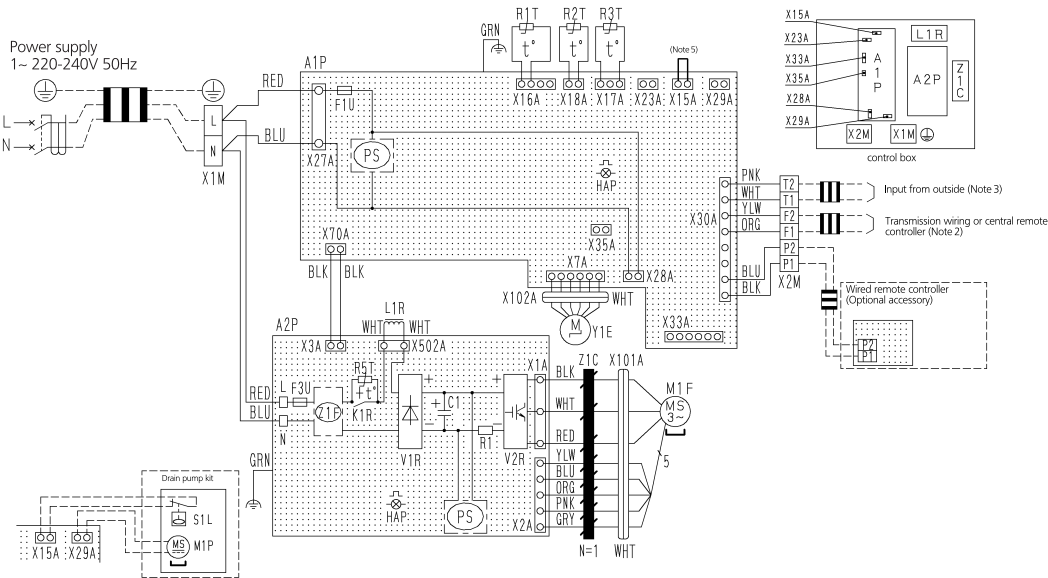 Power supply
1~ 220-240V 50Hz
L
N
X1M
L
N
RED
BLU
A1P
F1U
X27A
PS
GRN
R1T
R2T
R3T
t°
t°
t°
(Note 5)
X16A
X18A
X17A
X23A
X15A
X29A
HAP
X35A
X70A
BLK
BLK
X7A
X28A
X102A
WHT
M
Y1E
X33A
X30A
PNK
WHT
YLW
ORG
BLU
BLK
T2
T1
F2
F1
P2
P1
X2M
Input from outside (Note 3)
Transmission wiring or central remote
controller (Note 2)
Wired remote controller
(Optional accessory)
P2
P1
X15A
X23A
X33A
X35A
X28A
X29A
A
1
P
L1R
A2P
Z
1
C
X2M
X1M
control box
A2P
L1R
WHT
WHT
X3A
X502A
RED
BLU
L
N
F3U
Z1F
R5T
t°
K1R
V1R
+
−
+
C1
R1
+
−
V2R
X1A
X2A
GRN
HAP
PS
BLK
WHT
RED
YLW
BLU
ORG
PNK
GRY
Z1C
N=1
X101A
WHT
M1F
MS
3~
5
Drain pump kit
S1L
MS
M1P
X15A
X29A